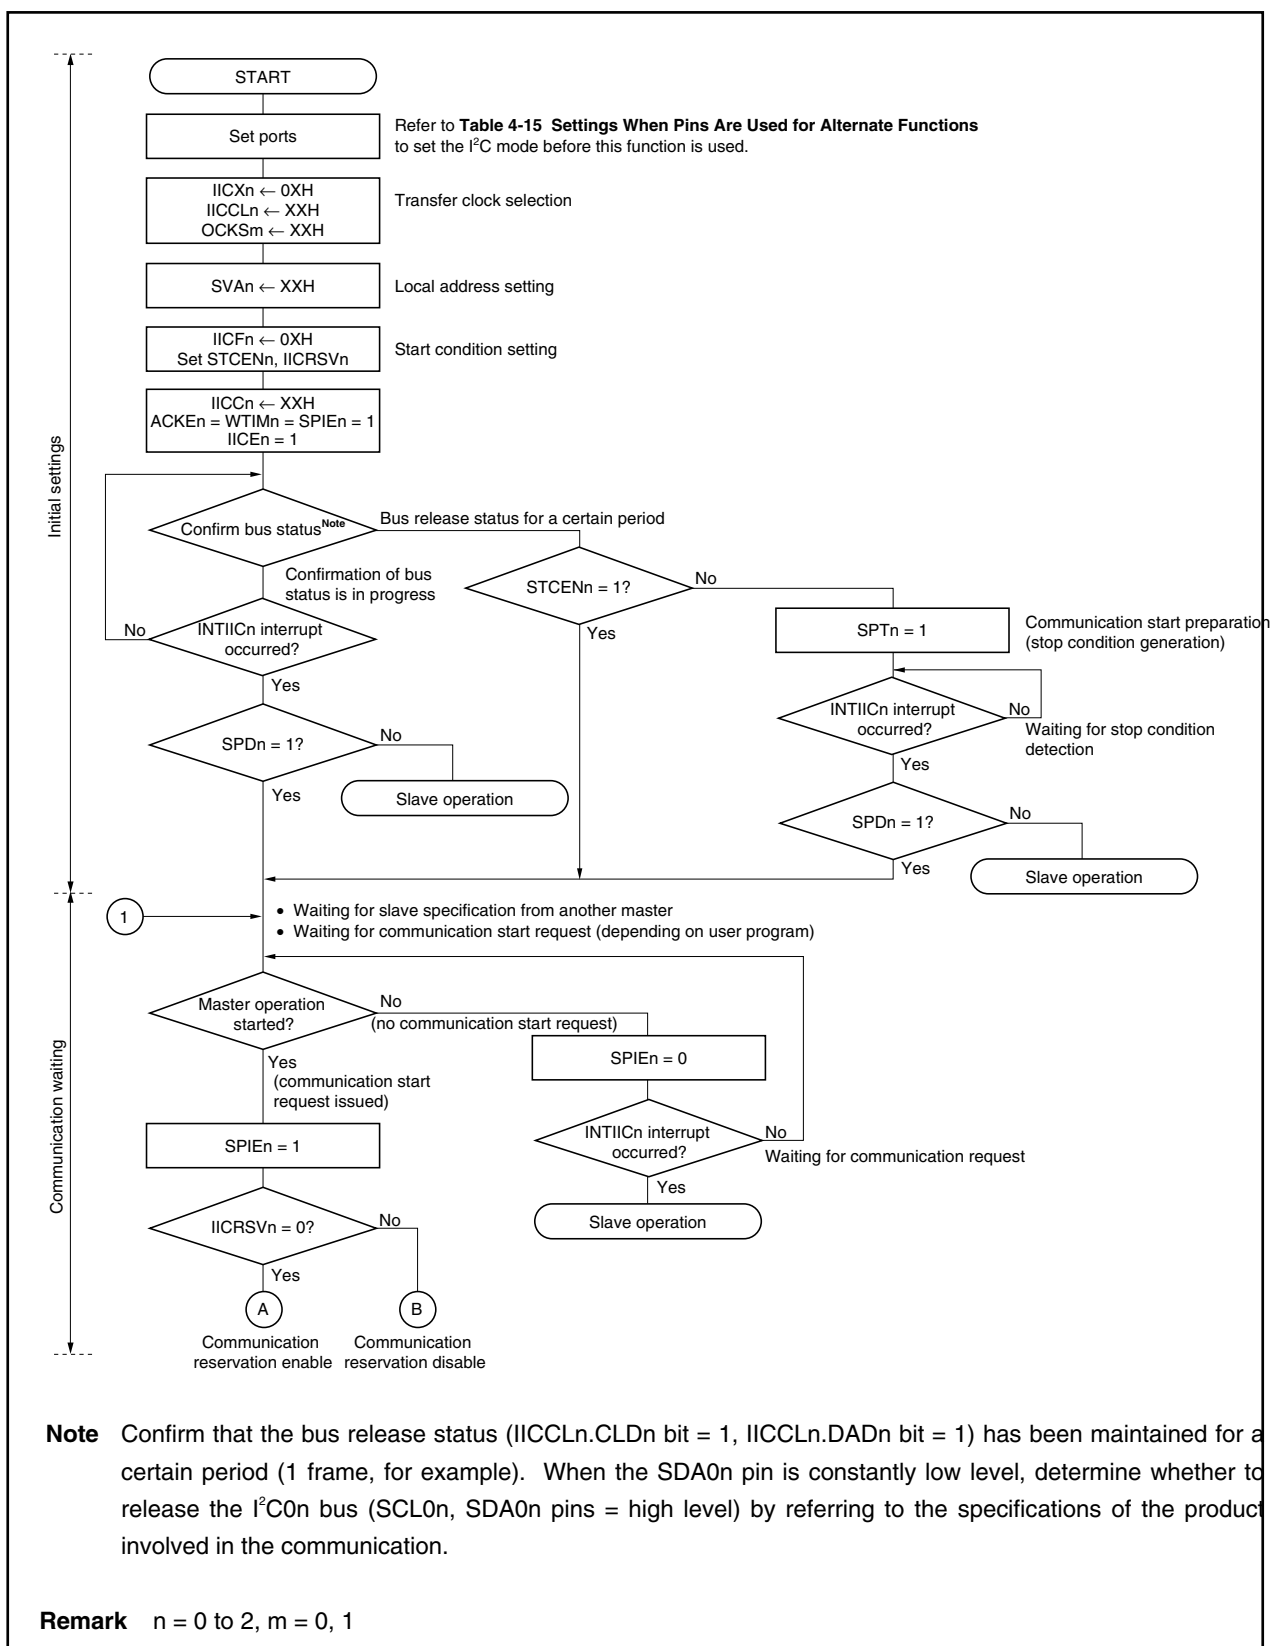 START
Set ports
Refer to Table 4-15 Settings When Pins Are Used for Alternate Functions
to set the I²C mode before this function is used.
IICXn ← 0XH
IICCLn ← XXH
OCKSm ← XXH
Transfer clock selection
SVAn ← XXH
Local address setting
IICFn ← 0XH
Set STCENn, IICRSVn
Start condition setting
IICCn ← XXH
ACKEn = WTIMn = SPIEn = 1
IICEn = 1
Initial settings
Confirm bus statusNote
Bus release status for a certain period
Confirmation of bus
status is in progress
STCENn = 1?
No
Yes
SPTn = 1
Communication start preparation
(stop condition generation)
No
INTIICn interrupt
occurred?
Yes
INTIICn interrupt
occurred?
No
Waiting for stop condition
detection
Yes
SPDn = 1?
No
Yes
Slave operation
SPDn = 1?
No
Yes
Slave operation
1
• Waiting for slave specification from another master
• Waiting for communication start request (depending on user program)
Communication waiting
Master operation
started?
No
(no communication start request)
Yes
(communication start
request issued)
SPIEn = 0
INTIICn interrupt
occurred?
No
Waiting for communication request
Yes
Slave operation
SPIEn = 1
IICRSVn = 0?
No
Yes
A
B
Communication
reservation enable
Communication
reservation disable
Note Confirm that the bus release status (IICCLn.CLDn bit = 1, IICCLn.DADn bit = 1) has been maintained for a
certain period (1 frame, for example). When the SDA0n pin is constantly low level, determine whether to
release the I²C0n bus (SCL0n, SDA0n pins = high level) by referring to the specifications of the product
involved in the communication.
Remark n = 0 to 2, m = 0, 1